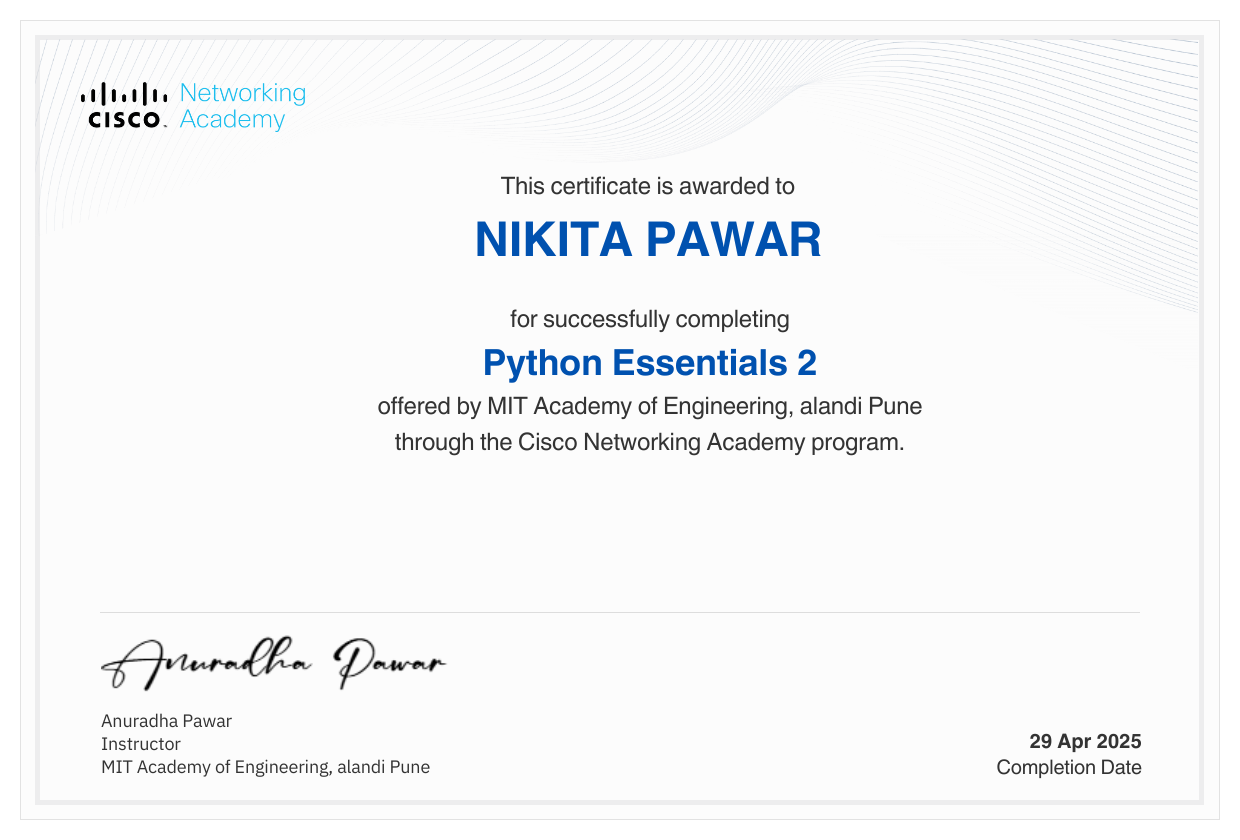 CISCO Networking
Academy
This certificate is awarded to
NIKITA PAWAR
for successfully completing
Python Essentials 2
offered by MIT Academy of Engineering, alandi Pune
through the Cisco Networking Academy program.
Anuradha Pawar
Anuradha Pawar
Instructor
MIT Academy of Engineering, alandi Pune
29 Apr 2025
Completion Date